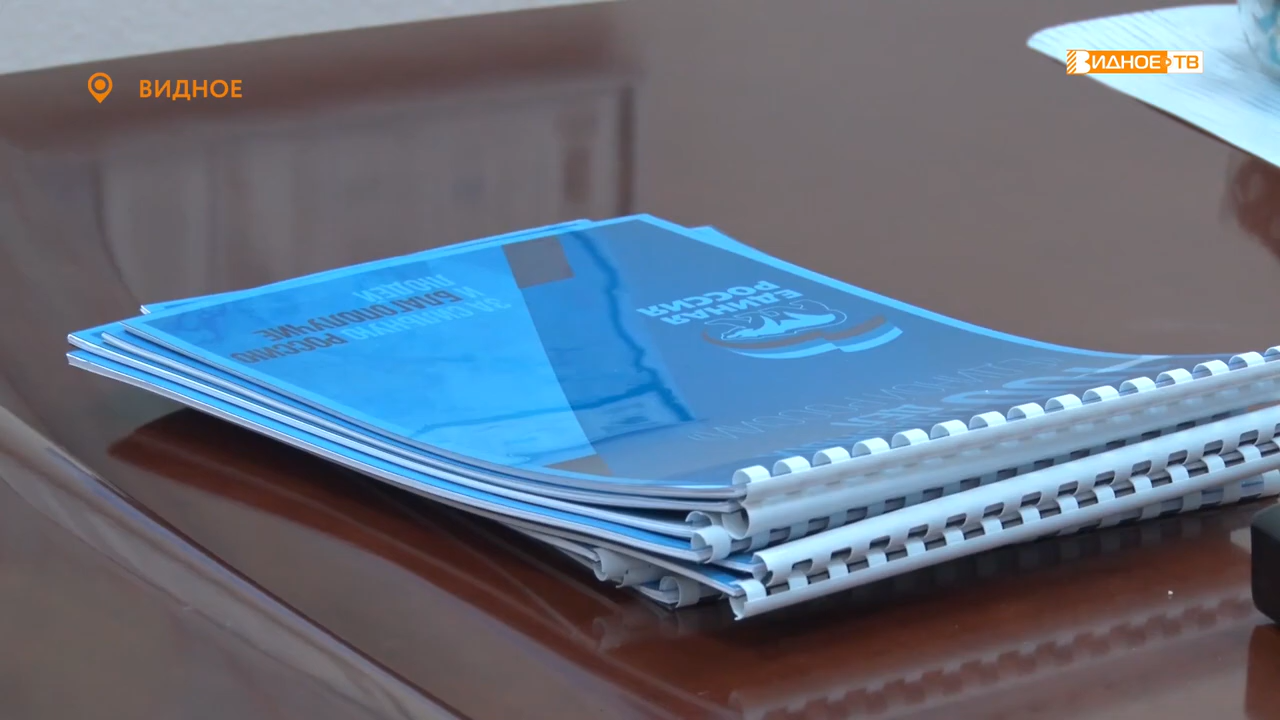 ВИДНОЕ
ВИДНОЕ ТВ
ЕДИНАЯ
РОССИЯ
ЗА СИЛЬНУЮ РОССИЮ
И БЛАГОПОЛУЧИЕ
ЛЮДЕЙ